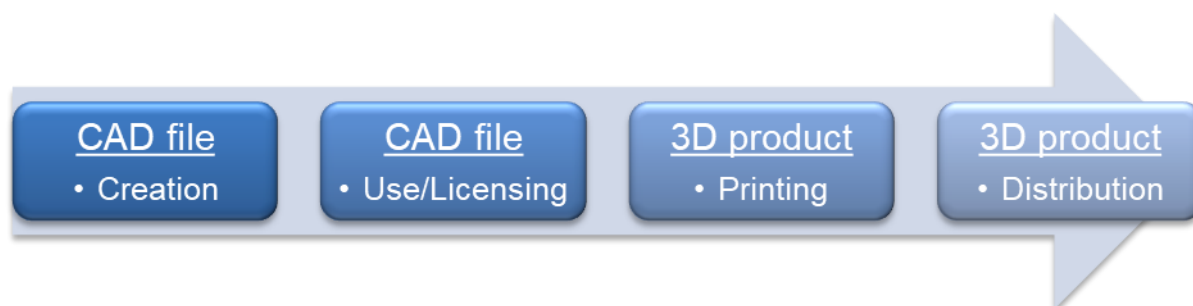 CAD file
• Creation
CAD file
• Use/Licensing
3D product
• Printing
3D product
• Distribution